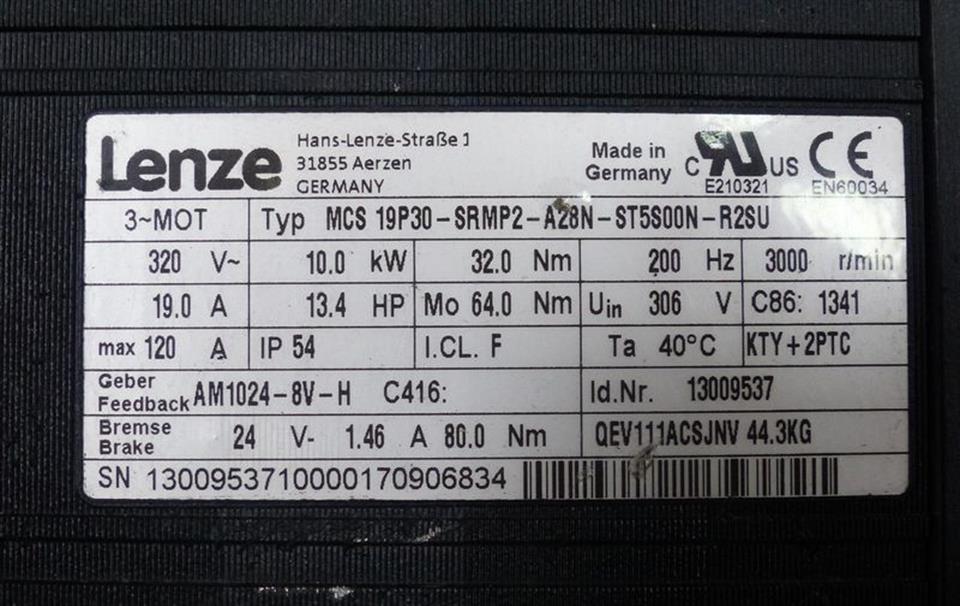 Lenze
Hans-Lenze-Straße 1
31855 Aerzen
GERMANY
Made in
Germany
C UL US
E210321
CE
EN60034
3~MOT Typ MCS 19P30-SRMP2-A28N-ST5S00N-R2SU
320 V~ 10.0 kW 32.0 Nm 200 Hz 3000 r/min
19.0 A 13.4 HP Mo 64.0 Nm Uin 306 V C86: 1341
max 120 A IP 54 I.CL. F Ta 40°C KTY+2PTC
Geber
Feedback AM1024-8V-H C416: Id.Nr. 13009537
Bremse
Brake 24 V- 1.46 A 80.0 Nm QEV111ACSJNV 44.3KG
SN 1300953710000170906834